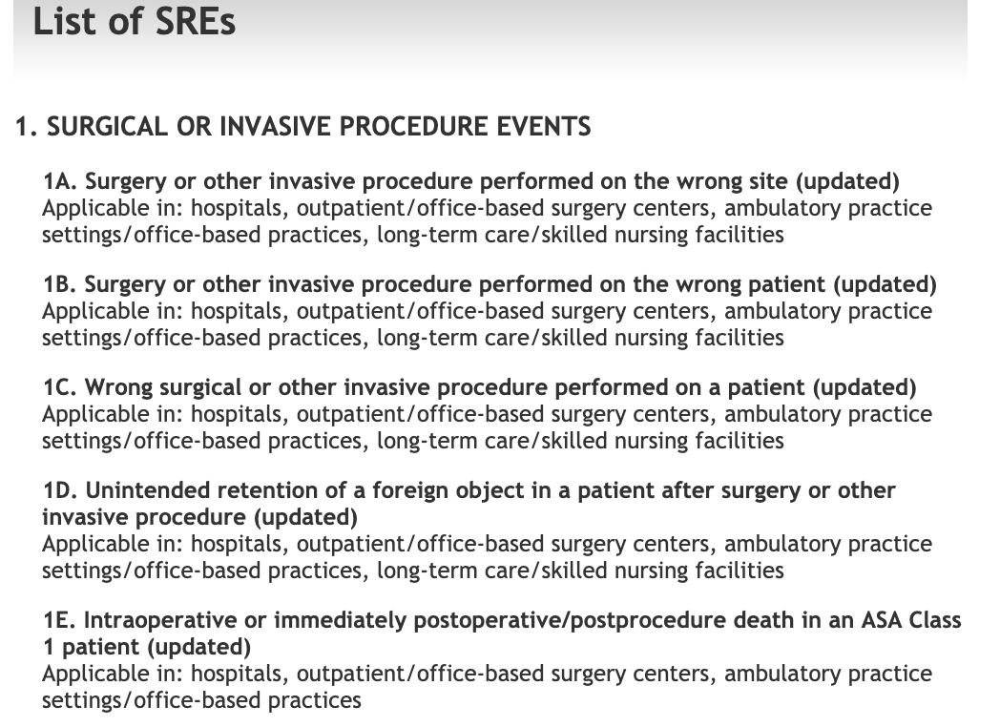 List of SREs
1. SURGICAL OR INVASIVE PROCEDURE EVENTS
1A. Surgery or other invasive procedure performed on the wrong site (updated)
Applicable in: hospitals, outpatient/office-based surgery centers, ambulatory practice
settings/office-based practices, long-term care/skilled nursing facilities
1B. Surgery or other invasive procedure performed on the wrong patient (updated)
Applicable in: hospitals, outpatient/office-based surgery centers, ambulatory practice
settings/office-based practices, long-term care/skilled nursing facilities
1C. Wrong surgical or other invasive procedure performed on a patient (updated)
Applicable in: hospitals, outpatient/office-based surgery centers, ambulatory practice
settings/office-based practices, long-term care/skilled nursing facilities
1D. Unintended retention of a foreign object in a patient after surgery or other
invasive procedure (updated)
Applicable in: hospitals, outpatient/office-based surgery centers, ambulatory practice
settings/office-based practices, long-term care/skilled nursing facilities
1E. Intraoperative or immediately postoperative/postprocedure death in an ASA Class
1 patient (updated)
Applicable in: hospitals, outpatient/office-based surgery centers, ambulatory practice
settings/office-based practices